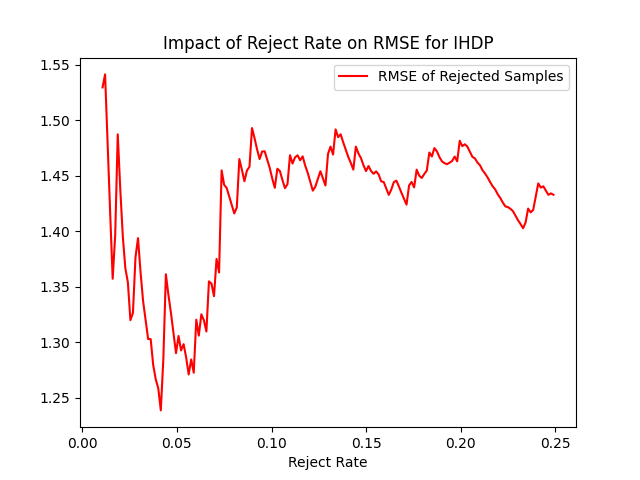 Impact of Reject Rate on RMSE for IHDP
RMSE of Rejected Samples
1.55
1.50
1.45
1.40
1.35
1.30
1.25
0.00 0.05 0.10 0.15 0.20 0.25
Reject Rate